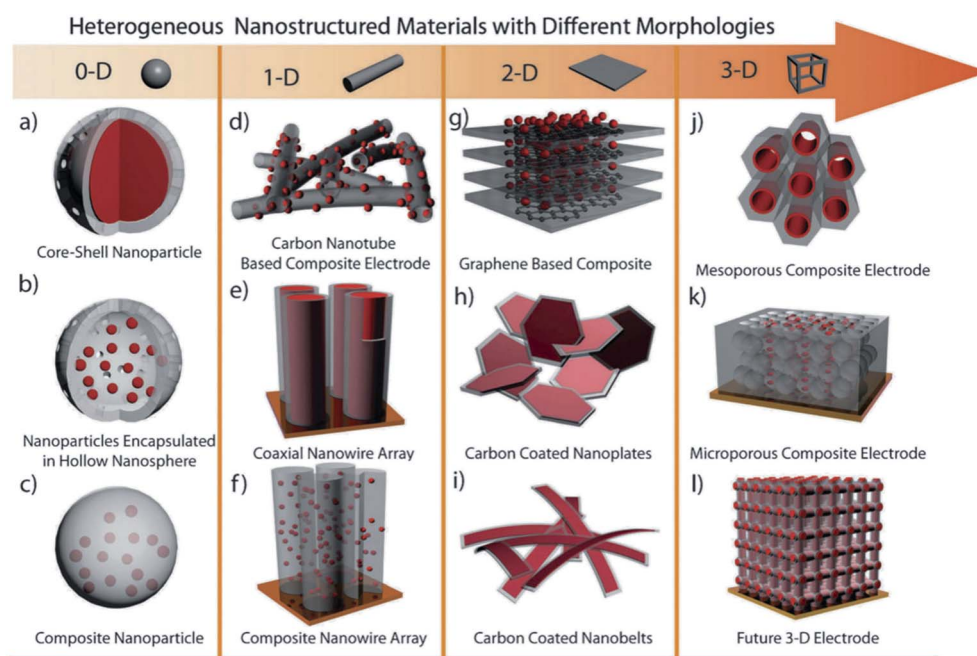 Heterogeneous Nanostructured Materials with Different Morphologies
0-D
1-D
2-D
3-D
a)
Core-Shell Nanoparticle
b)
Nanoparticles Encapsulated
in Hollow Nanosphere
c)
Composite Nanoparticle
d)
Carbon Nanotube
Based Composite Electrode
e)
Coaxial Nanowire Array
f)
Composite Nanowire Array
g)
Graphene Based Composite
h)
Carbon Coated Nanoplates
i)
Carbon Coated Nanobelts
j)
Mesoporous Composite Electrode
k)
Microporous Composite Electrode
l)
Future 3-D Electrode